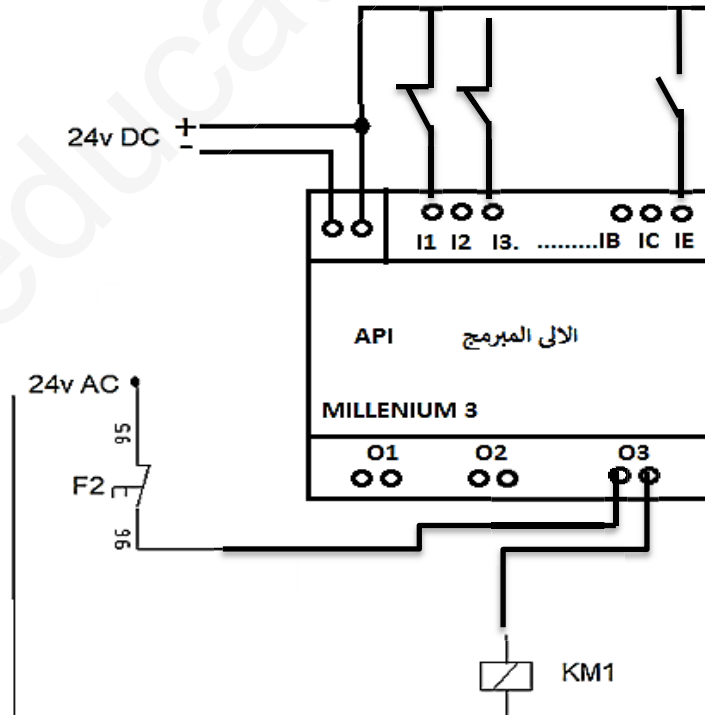 24v DC + -
I1 I2 I3. .........IB IC IE
API الالى المبرمج
24v AC
MILLENIUM 3
95
O1 O2 O3
F2
96
KM1
educa